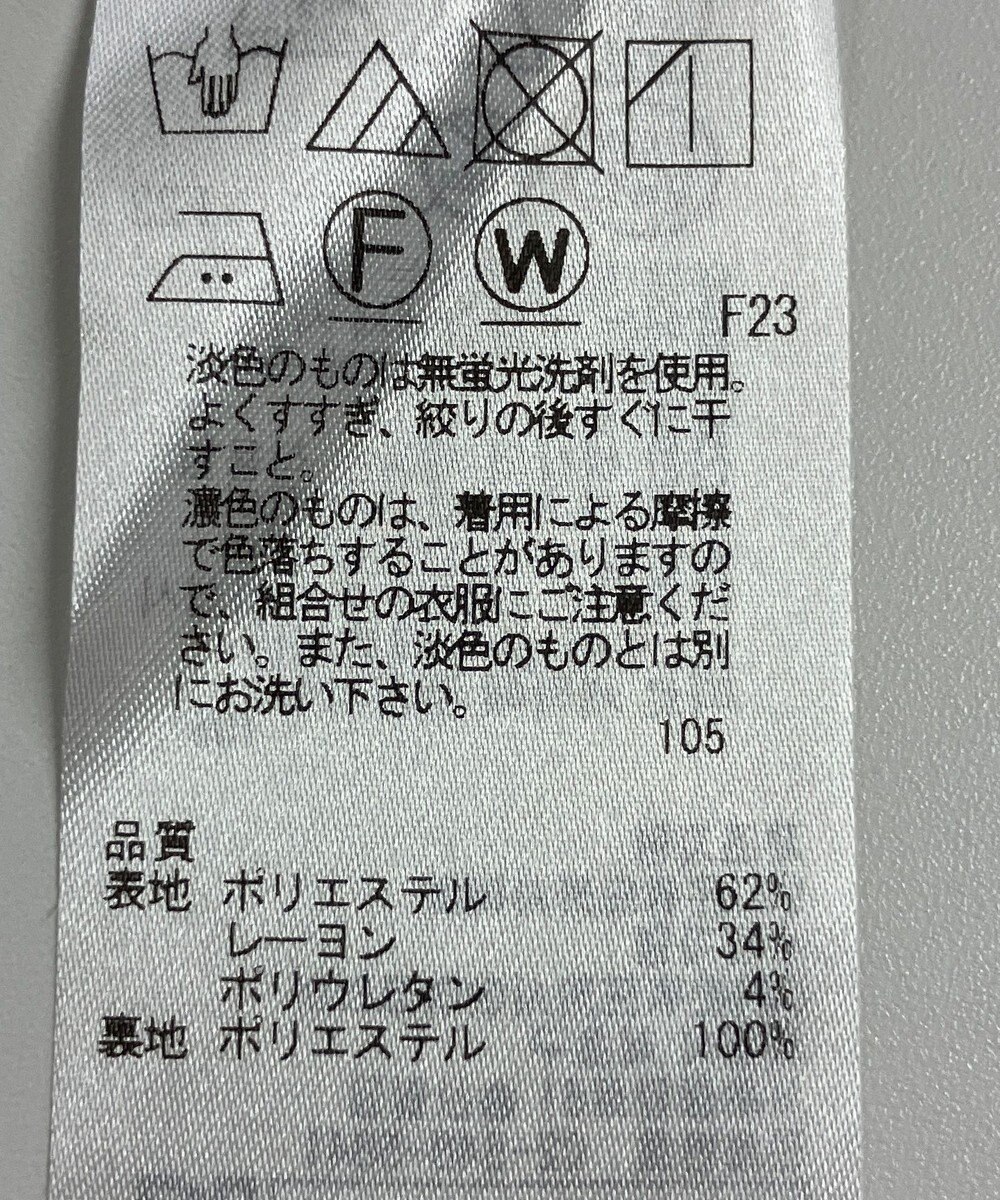 F W
F23
淡色のものは無蛍光洗剤を使用。
よくすすぎ、絞りの後すぐに干
すこと。
濃色のものは、着用による摩擦
で色落ちすることがありますの
で、組合せの衣服にご注意くだ
さい。また、淡色のものとは別
にお洗い下さい。
105
品質
表地 ポリエステル 62%
レーヨン 34%
ポリウレタン 4%
裏地 ポリエステル 100%